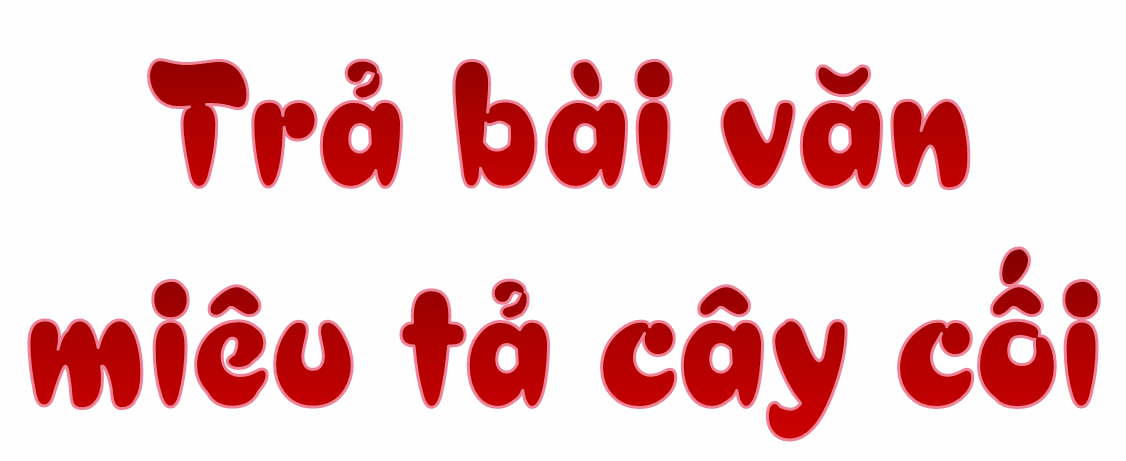 Trả bài văn
miêu tả cây cối